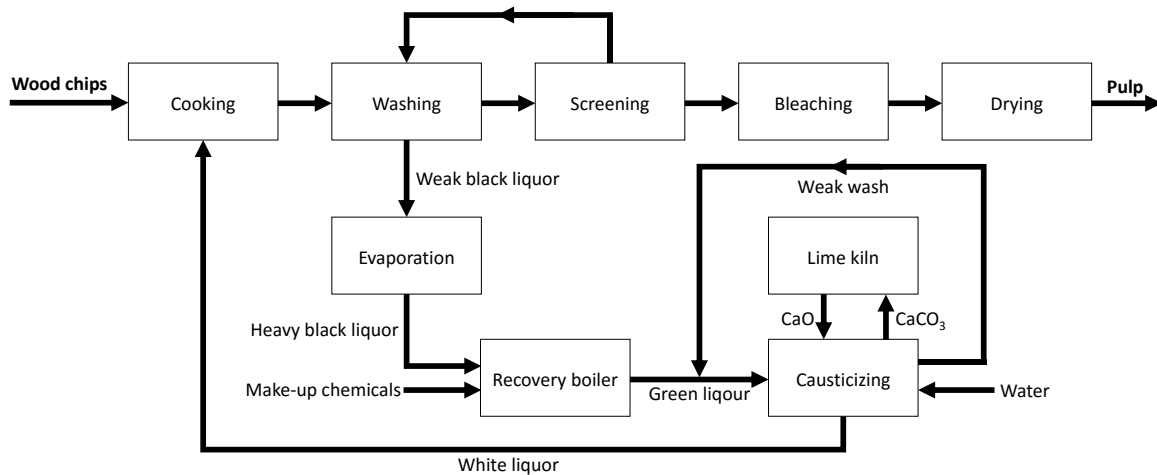 Wood chips
Cooking
Washing
Screening
Bleaching
Drying
Pulp
Weak black liquor
Weak wash
Evaporation
Lime kiln
CaO
CaCO₃
Heavy black liquor
Recovery boiler
Causticizing
Make-up chemicals
Green liqour
Water
White liquor